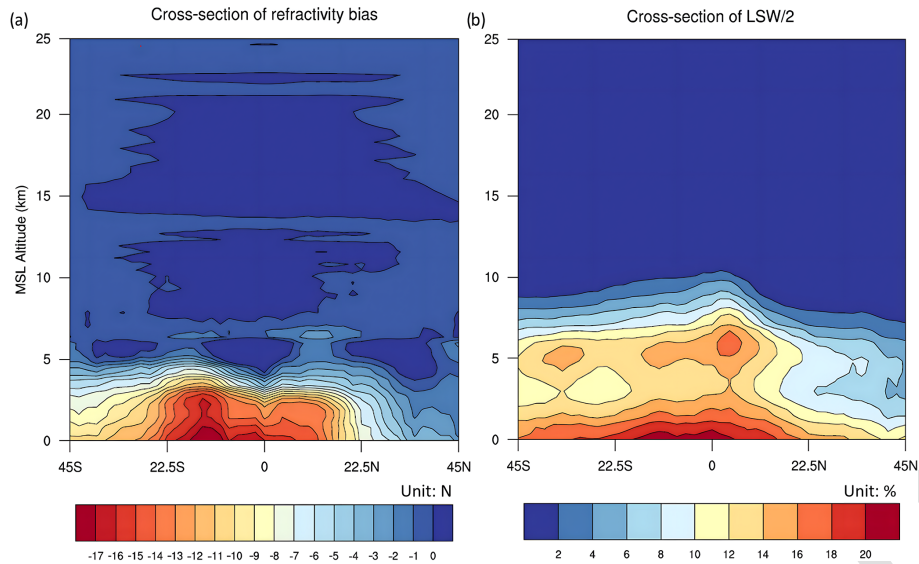 (a) Cross-section of refractivity bias
(b) Cross-section of LSW/2
25
20
15
10
5
0
MSL Altitude (km)
45S 22.5S 0 22.5N 45N
Unit: N
-17 -16 -15 -14 -13 -12 -11 -10 -9 -8 -7 -6 -5 -4 -3 -2 -1 0
25
20
15
10
5
0
45S 22.5S 0 22.5N 45N
Unit: %
2 4 6 8 10 12 14 16 18 20